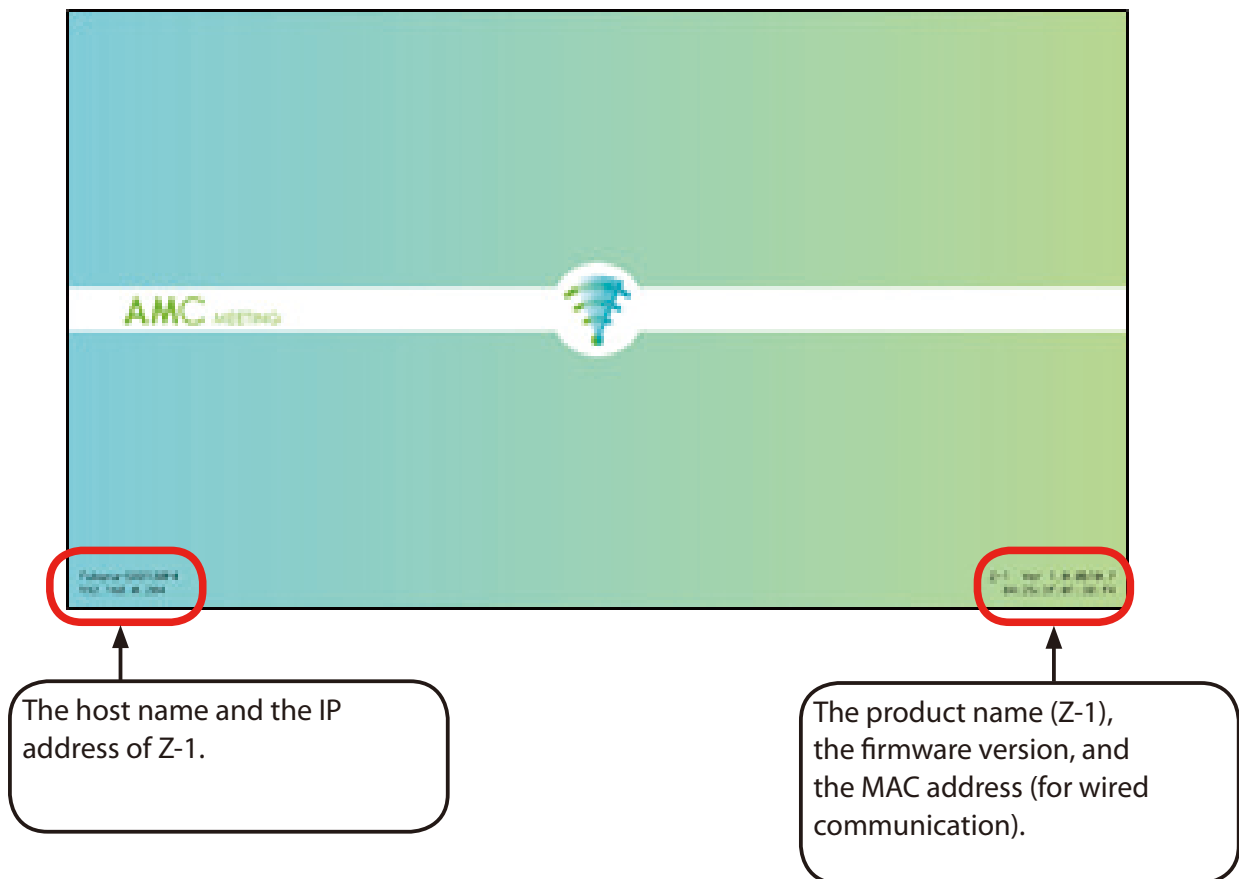 AMC MEETING
The host name and the IP
address of Z-1.
The product name (Z-1),
the firmware version, and
the MAC address (for wired
communication).